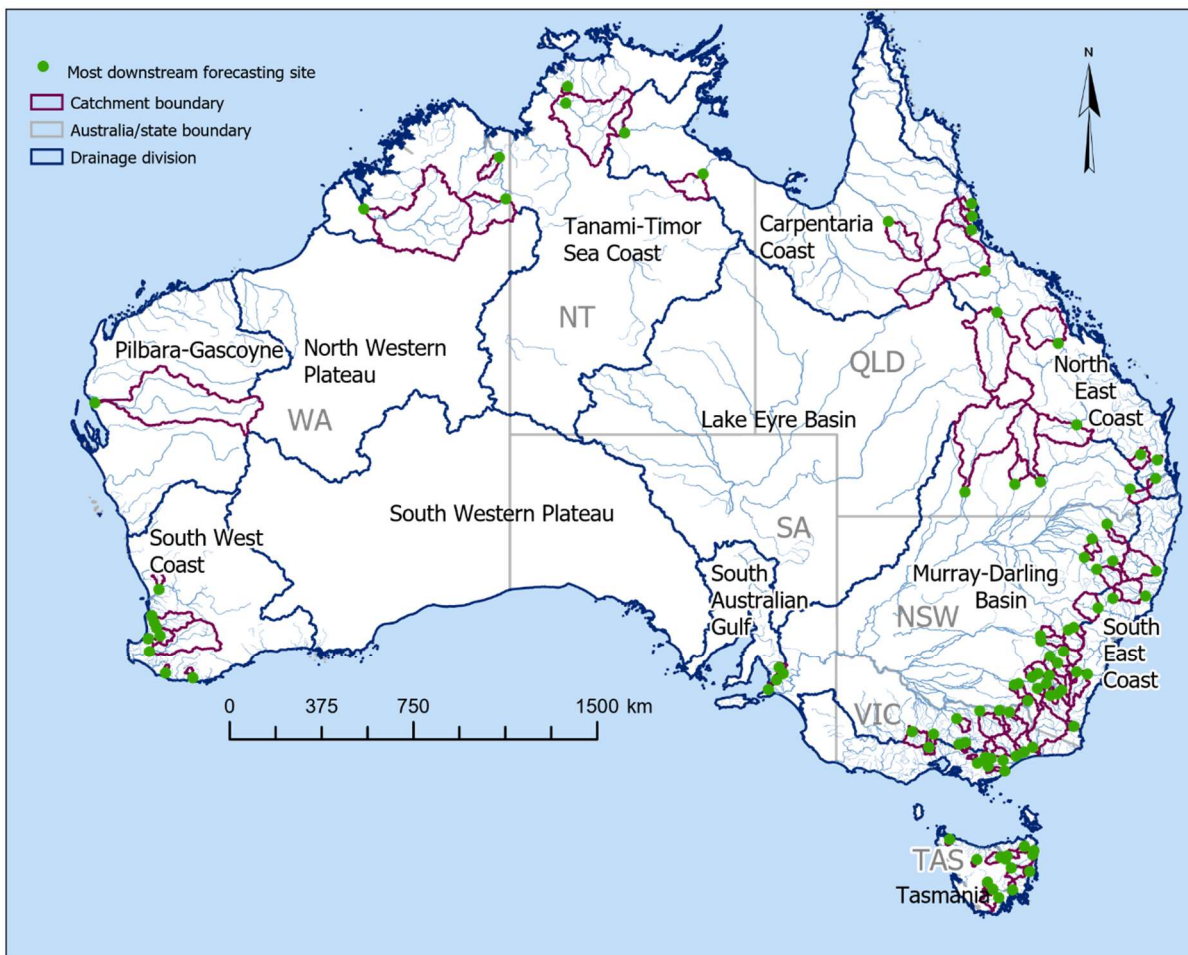 N
Most downstream forecasting site
Catchment boundary
Australia/state boundary
Drainage division
Tanami-Timor
Sea Coast
Carpentaria
Coast
NT
Pilbara-Gascoyne
North Western
Plateau
WA
QLD
North
East
Coast
Lake Eyre Basin
South Western Plateau
SA
South West
Coast
South
Australian
Gulf
Murray-Darling
Basin
NSW
South
East
Coast
VIC
0 375 750 1500 km
TAS
Tasmania